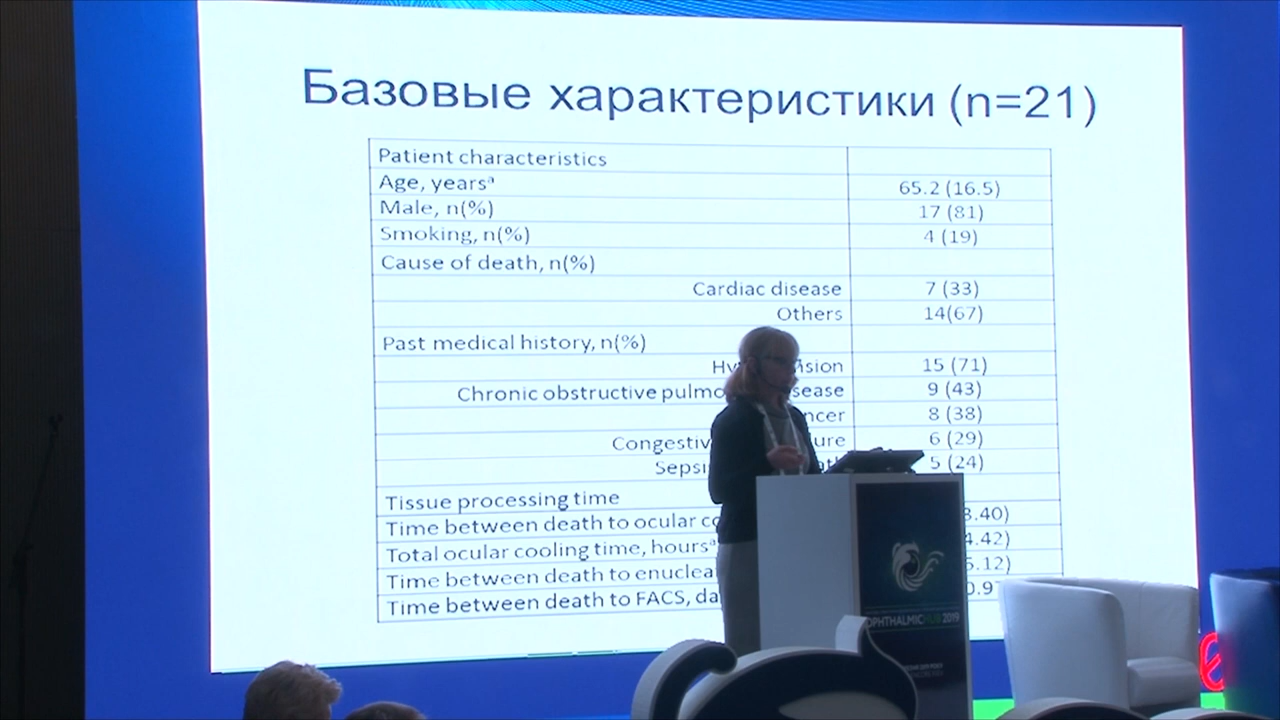 Базовые характеристики (n=21)
Patient characteristics
Age, yearsª 65.2 (16.5)
Male, n(%) 17 (81)
Smoking, n(%) 4 (19)
Cause of death, n(%)
Cardiac disease 7 (33)
Others 14(67)
Past medical history, n(%)
15 (71)
Chronic obstructive 9 (43)
8 (38)
6 (29)
5 (24)
Tissue processing time
Time between death to ocular
Total ocular cooling time, hoursª
Time between death to
Time between death to FACS,
OPHTHALMICHUB 2019